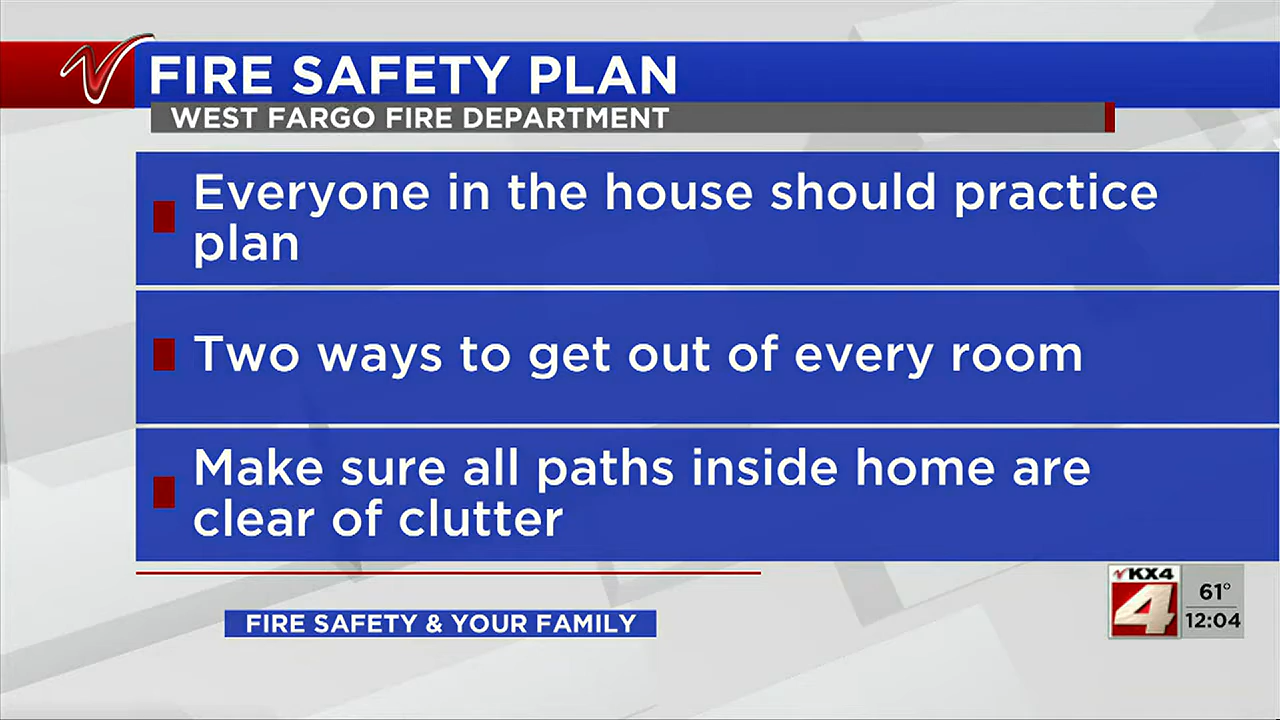 FIRE SAFETY PLAN
WEST FARGO FIRE DEPARTMENT
Everyone in the house should practice
plan
Two ways to get out of every room
Make sure all paths inside home are
clear of clutter
FIRE SAFETY & YOUR FAMILY
KX4
4
61°
12:04